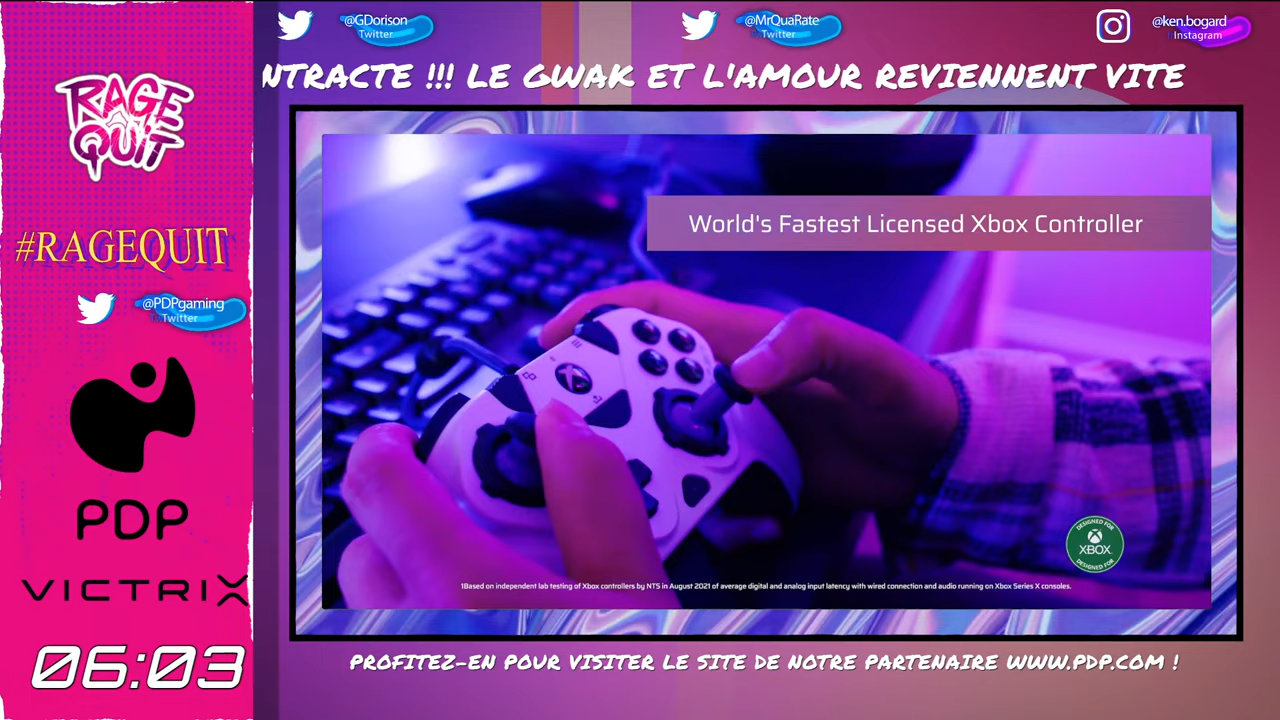 @GDorison
Twitter
@MrQuaRate
Twitter
@ken.bogard
Instagram
NTRACTE !!! LE GWAK ET L'AMOUR REVIENNENT VITE
RAGE
QUIT
#RAGEQUIT
@PDPgaming
Twitter
PDP
VICTRIX
06:03
World's Fastest Licensed Xbox Controller
DESIGNED FOR
XBOX
DESIGNED FOR
1Based on independent lab testing of Xbox controllers by NTS in August 2021 of average digital and analog input latency with wired connection and audio running on Xbox Series X consoles.
PROFITEZ-EN POUR VISITER LE SITE DE NOTRE PARTENAIRE WWW.PDP.COM !